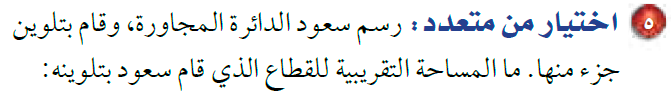 ٥ اختيار من متعدد: رسم سعود الدائرة المجاورة، وقام بتلوين
جزء منها. ما المساحة التقريبية للقطاع الذي قام سعود بتلوينه: